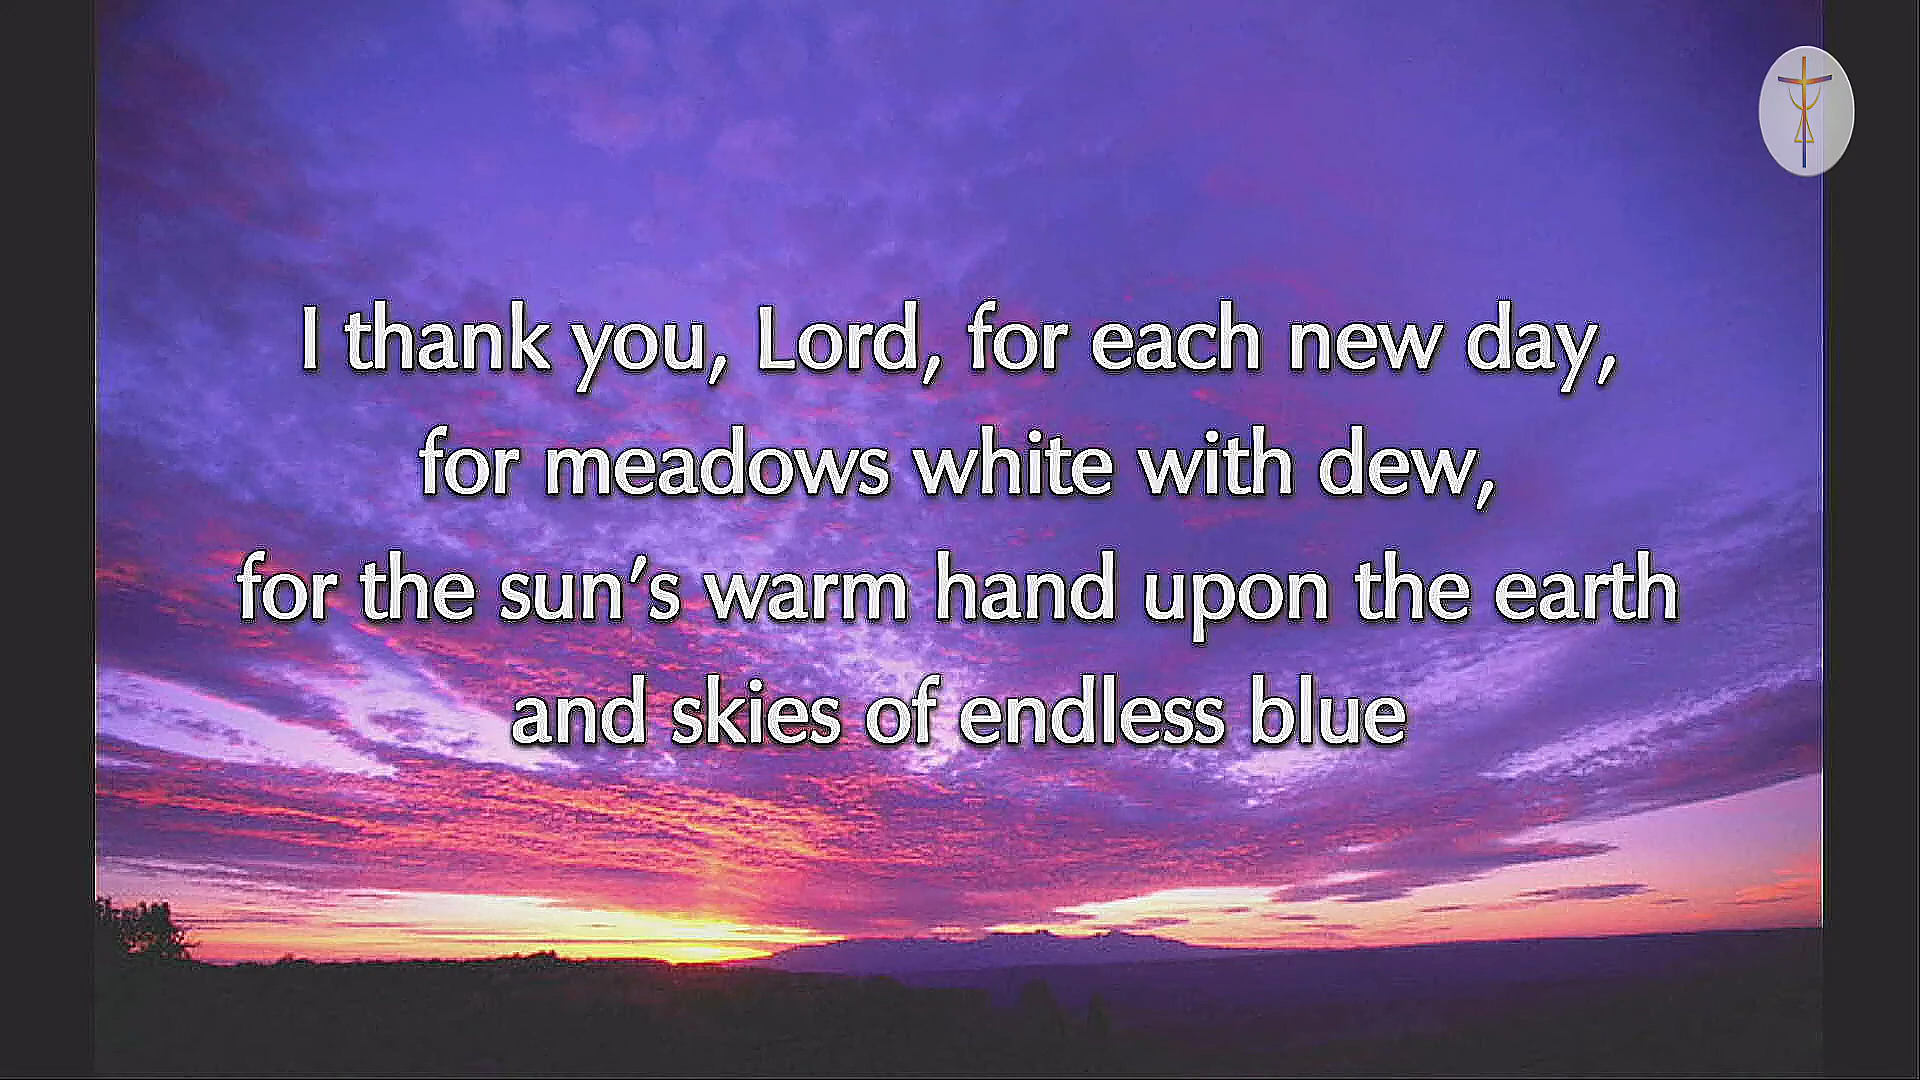 I thank you, Lord, for each new day,
for meadows white with dew,
for the sun's warm hand upon the earth
and skies of endless blue